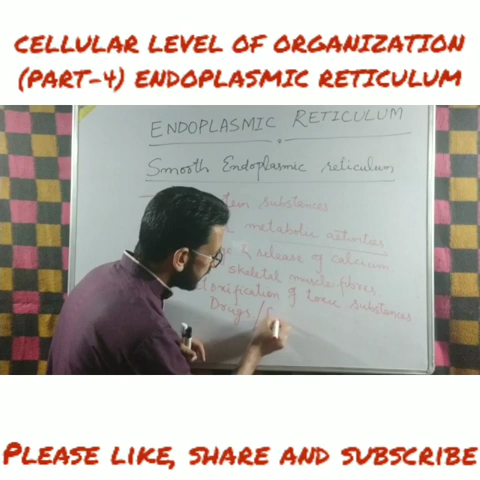 CELLULAR LEVEL OF ORGANIZATION
(PART-4) ENDOPLASMIC RETICULUM
ENDOPLASMIC RETICULUM
Smooth Endoplasmic reticulum
substances
metabolic activities
& release of calcium
skeletal muscle fibres
of toxic substances
Drugs/
PLEASE LIKE, SHARE AND SUBSCRIBE